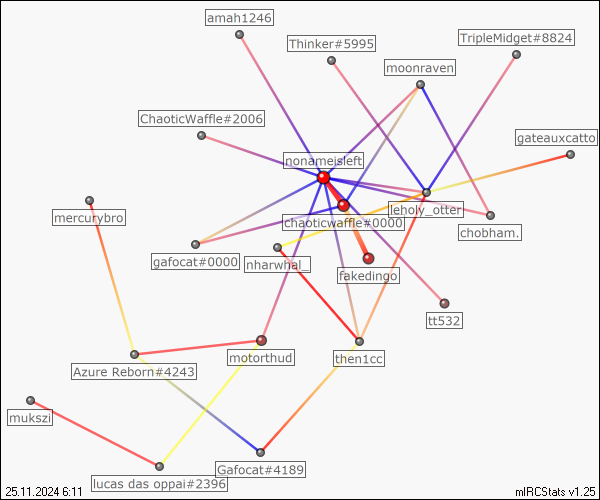 amah1246
Thinker#5995
TripleMidget#8824
moonraven
ChaoticWaffle#2006
gateauxcatto
nonameisleft
mercurybro
leholy_otter
chaoticwaffle#0000
chobham.
gafocat#0000
nharwhal_
fakedingo
tt532
motorthud
then1cc
Azure Reborn#4243
mukszi
Gafocat#4189
lucas das oppai#2396
25.11.2024 6:11
mIRCStats v1.25